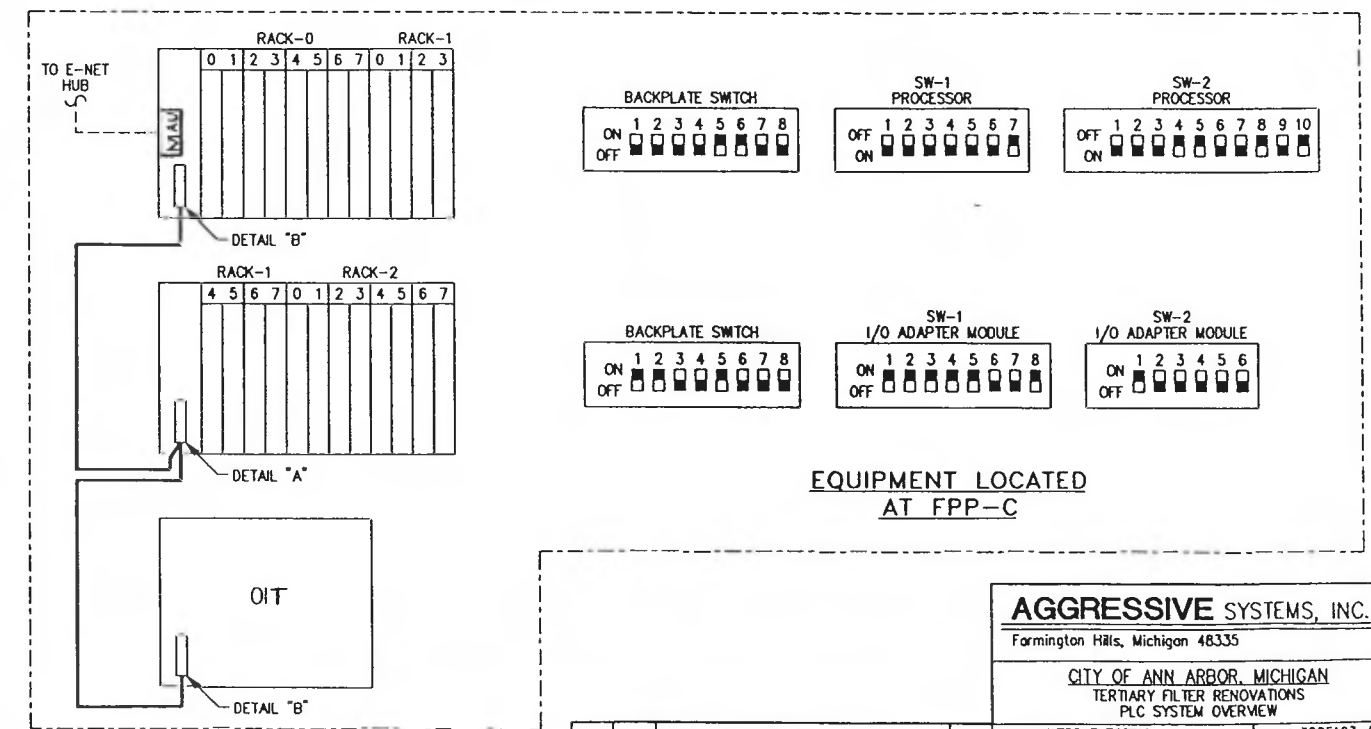 RACK-0 RACK-1
0 1 2 3 4 5 6 7 0 1 2 3
TO E-NET
HUB
MAU
DETAIL "B"
RACK-1 RACK-2
4 5 6 7 0 1 2 3 4 5 6 7
DETAIL "A"
OIT
DETAIL "B"
BACKPLATE SWITCH
1 2 3 4 5 6 7 8
ON
OFF
SW-1
PROCESSOR
1 2 3 4 5 6 7
OFF
ON
SW-2
PROCESSOR
1 2 3 4 5 6 7 8 9 10
OFF
ON
BACKPLATE SWITCH
1 2 3 4 5 6 7 8
ON
OFF
SW-1
I/O ADAPTER MODULE
1 2 3 4 5 6 7 8
ON
OFF
SW-2
I/O ADAPTER MODULE
1 2 3 4 5 6
ON
OFF
EQUIPMENT LOCATED
AT FPP-C
AGGRESSIVE SYSTEMS, INC.
Farmington Hills, Michigan 48335
CITY OF ANN ARBOR, MICHIGAN
TERTIARY FILTER RENOVATIONS
PLC SYSTEM OVERVIEW